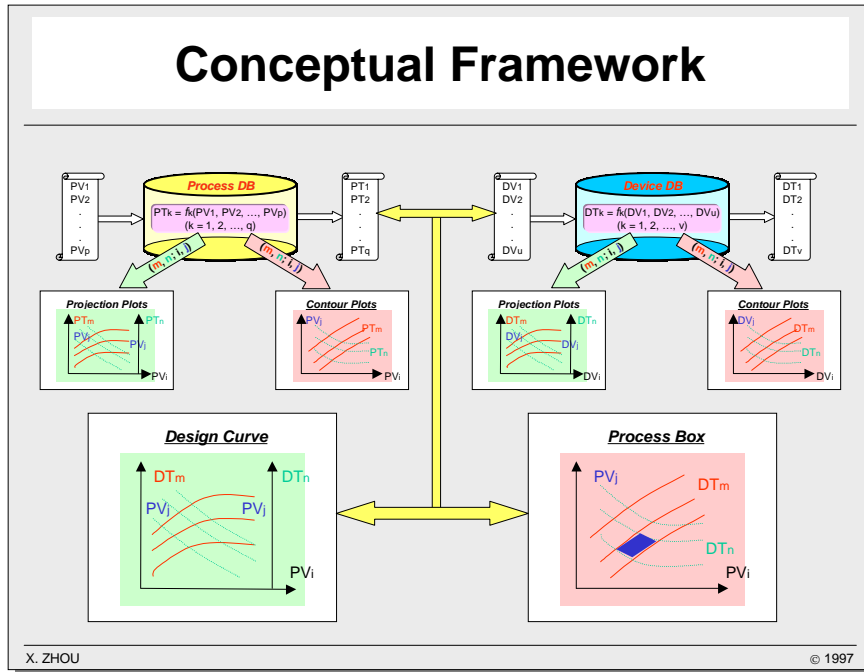 Conceptual Framework
PV1
PV2
.
.
PVp
Process DB
PTk = fk(PV1, PV2, ..., PVp)
(k = 1, 2, ..., q)
PT1
PT2
.
.
PTq
DV1
DV2
.
.
DVu
Device DB
DTk = fk(DV1, DV2, ..., DVu)
(k = 1, 2, ..., v)
DT1
DT2
.
.
DTv
(m, n; i, j)
(m, n; i, j)
(m, n; i, j)
(m, n; i, j)
Projection Plots
PTm
PTn
PVj
PVj
PVi
Contour Plots
PVj
PTm
PTn
PVi
Projection Plots
DTm
DTn
DVj
DVj
DVi
Contour Plots
DVj
DTm
DTn
DVi
Design Curve
DTm
DTn
PVj
PVj
PVi
Process Box
PVj
DTm
DTn
PVi
X. ZHOU
© 1997